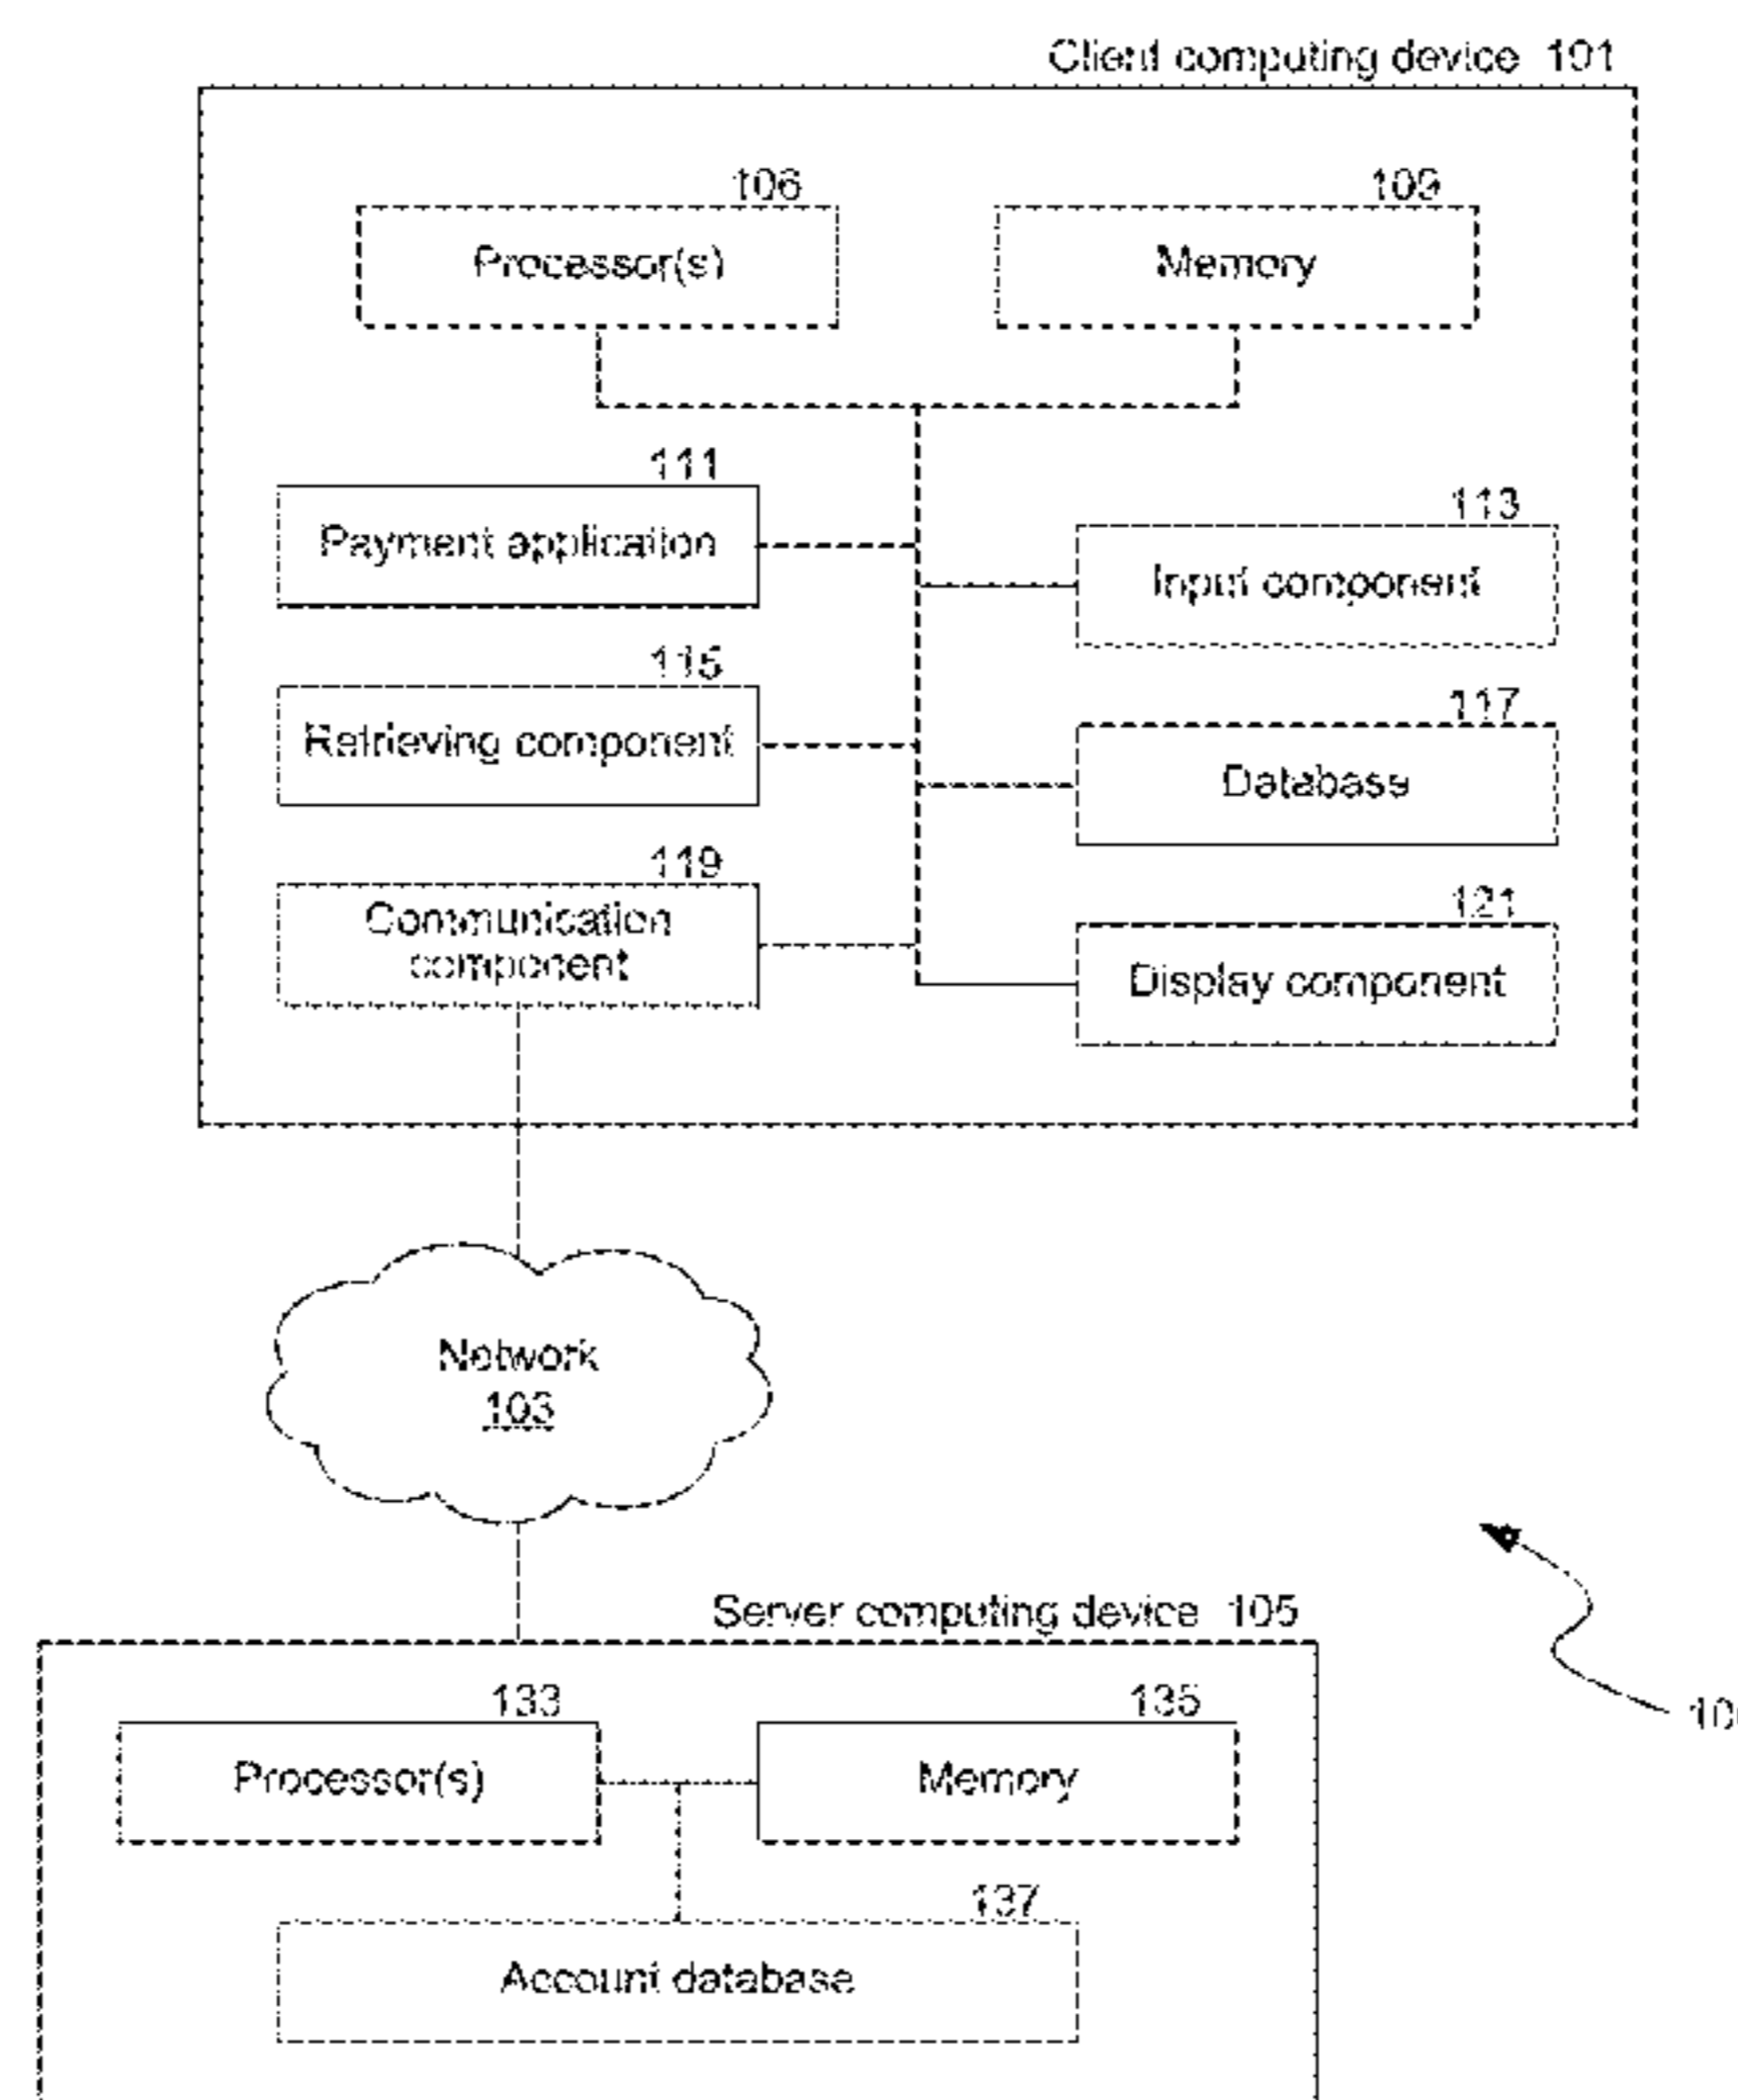 Client computing device 101
106
109
Processor(s)
Memory
111
Payment application
113
Input component
115
Retrieving component
117
Database
119
Communication
component
121
Display component
Network
103
Server computing device 105
133
135
Processor(s)
Memory
137
Account database